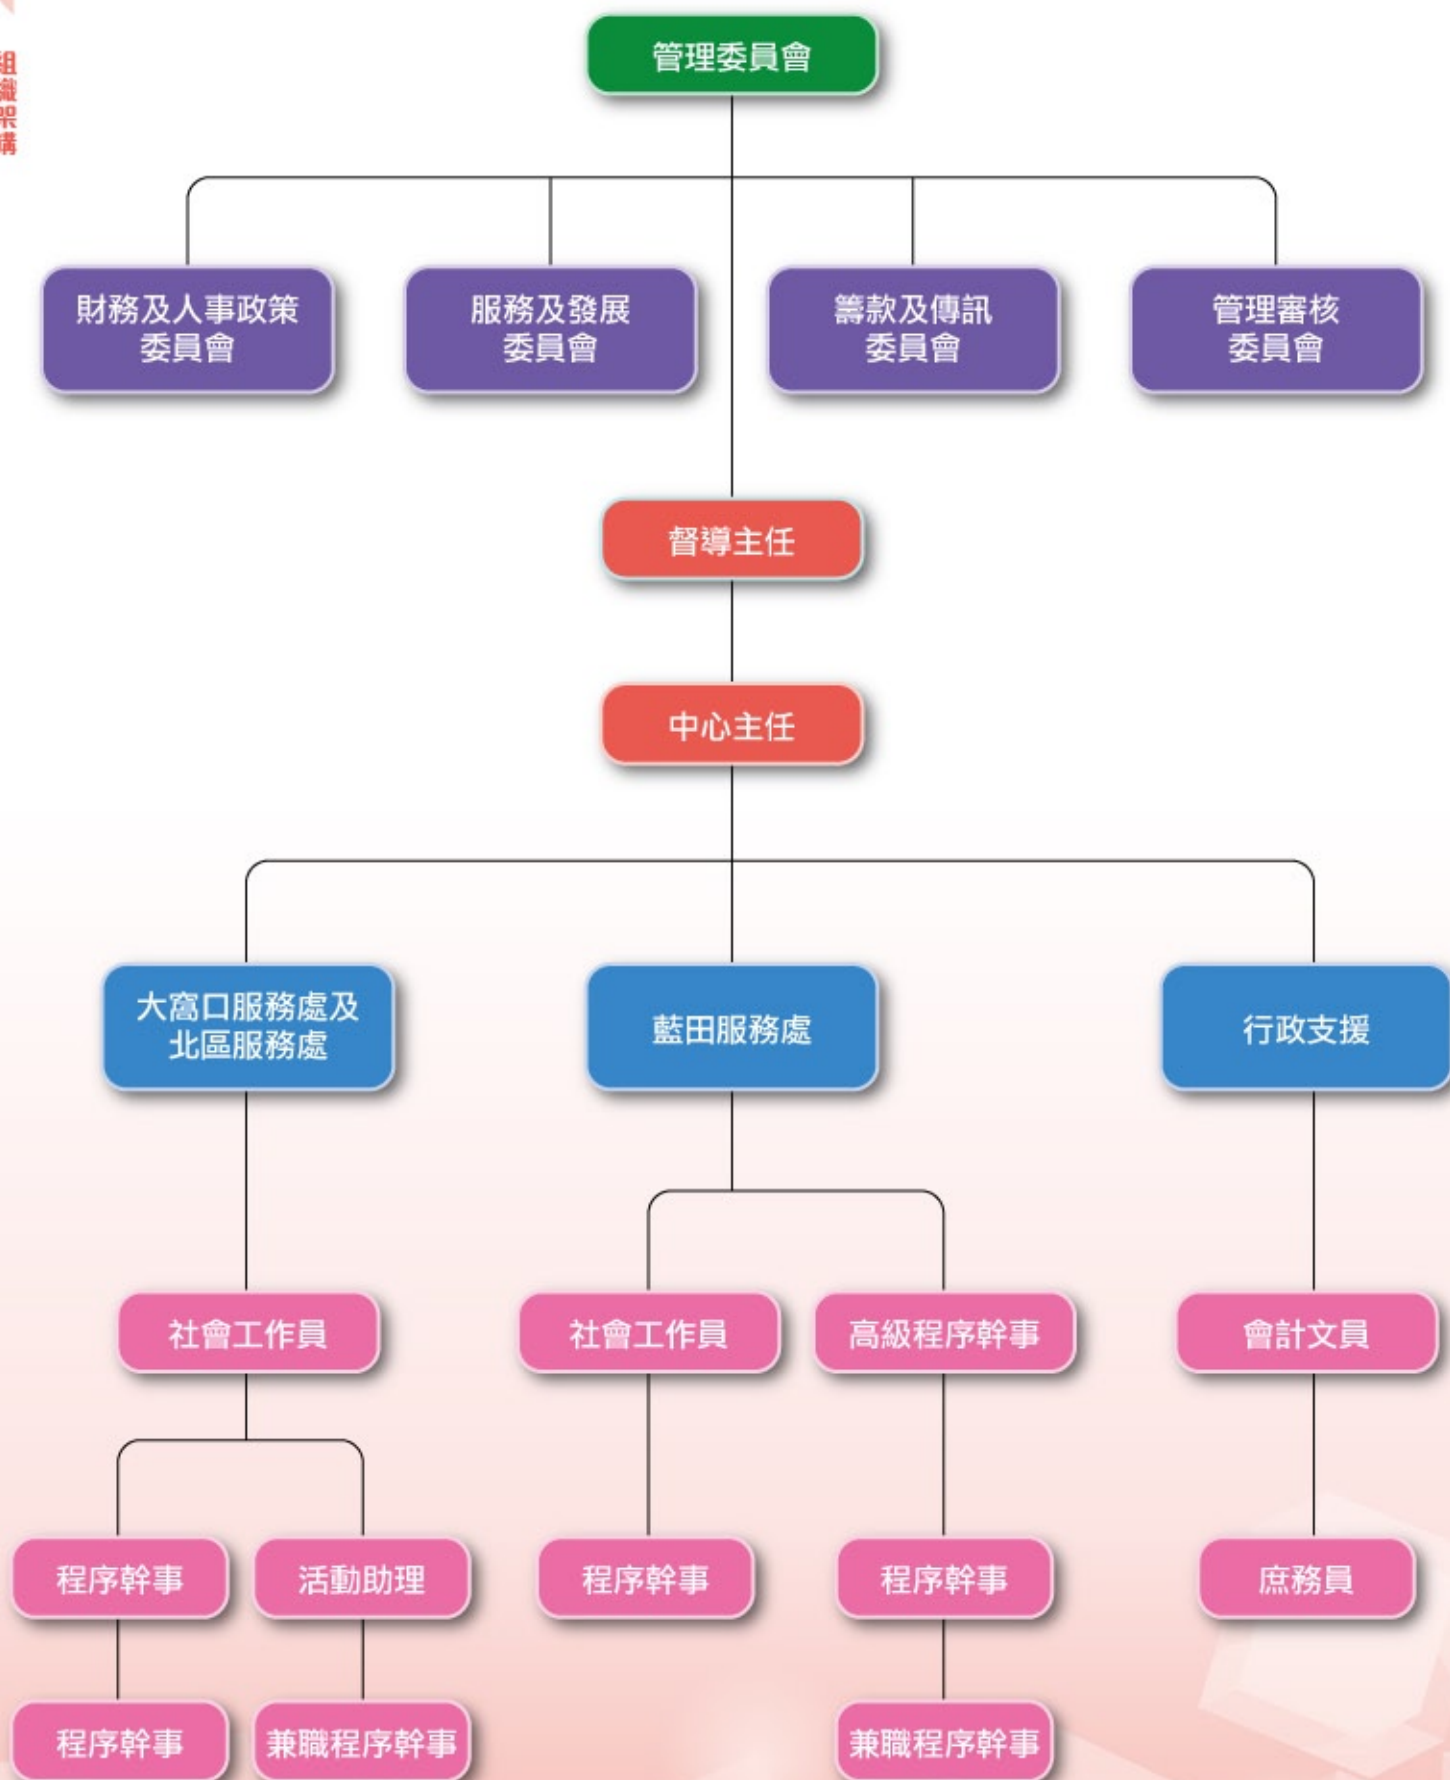 組織架構
管理委員會
財務及人事政策
委員會
服務及發展
委員會
籌款及傳訊
委員會
管理審核
委員會
督導主任
中心主任
大窩口服務處及
北區服務處
藍田服務處
行政支援
社會工作員
社會工作員
高級程序幹事
會計文員
程序幹事
活動助理
程序幹事
程序幹事
庶務員
程序幹事
兼職程序幹事
兼職程序幹事